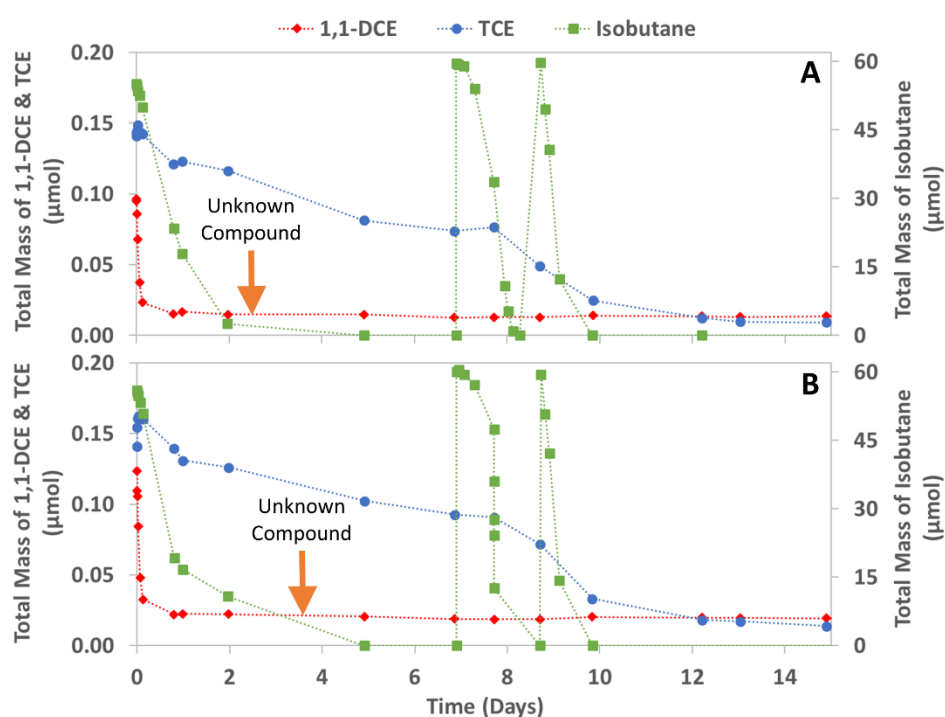 1,1-DCE TCE Isobutane
Total Mass of 1,1-DCE & TCE
(µmol)
0.20
0.15
0.10
0.05
0.00
A
Unknown
Compound
60
45
30
15
0
Total Mass of Isobutane
(µmol)
Total Mass of 1,1-DCE & TCE
(µmol)
0.20
0.15
0.10
0.05
0.00
B
Unknown
Compound
60
45
30
15
0
Total Mass of Isobutane
(µmol)
0 2 4 6 8 10 12 14
Time (Days)